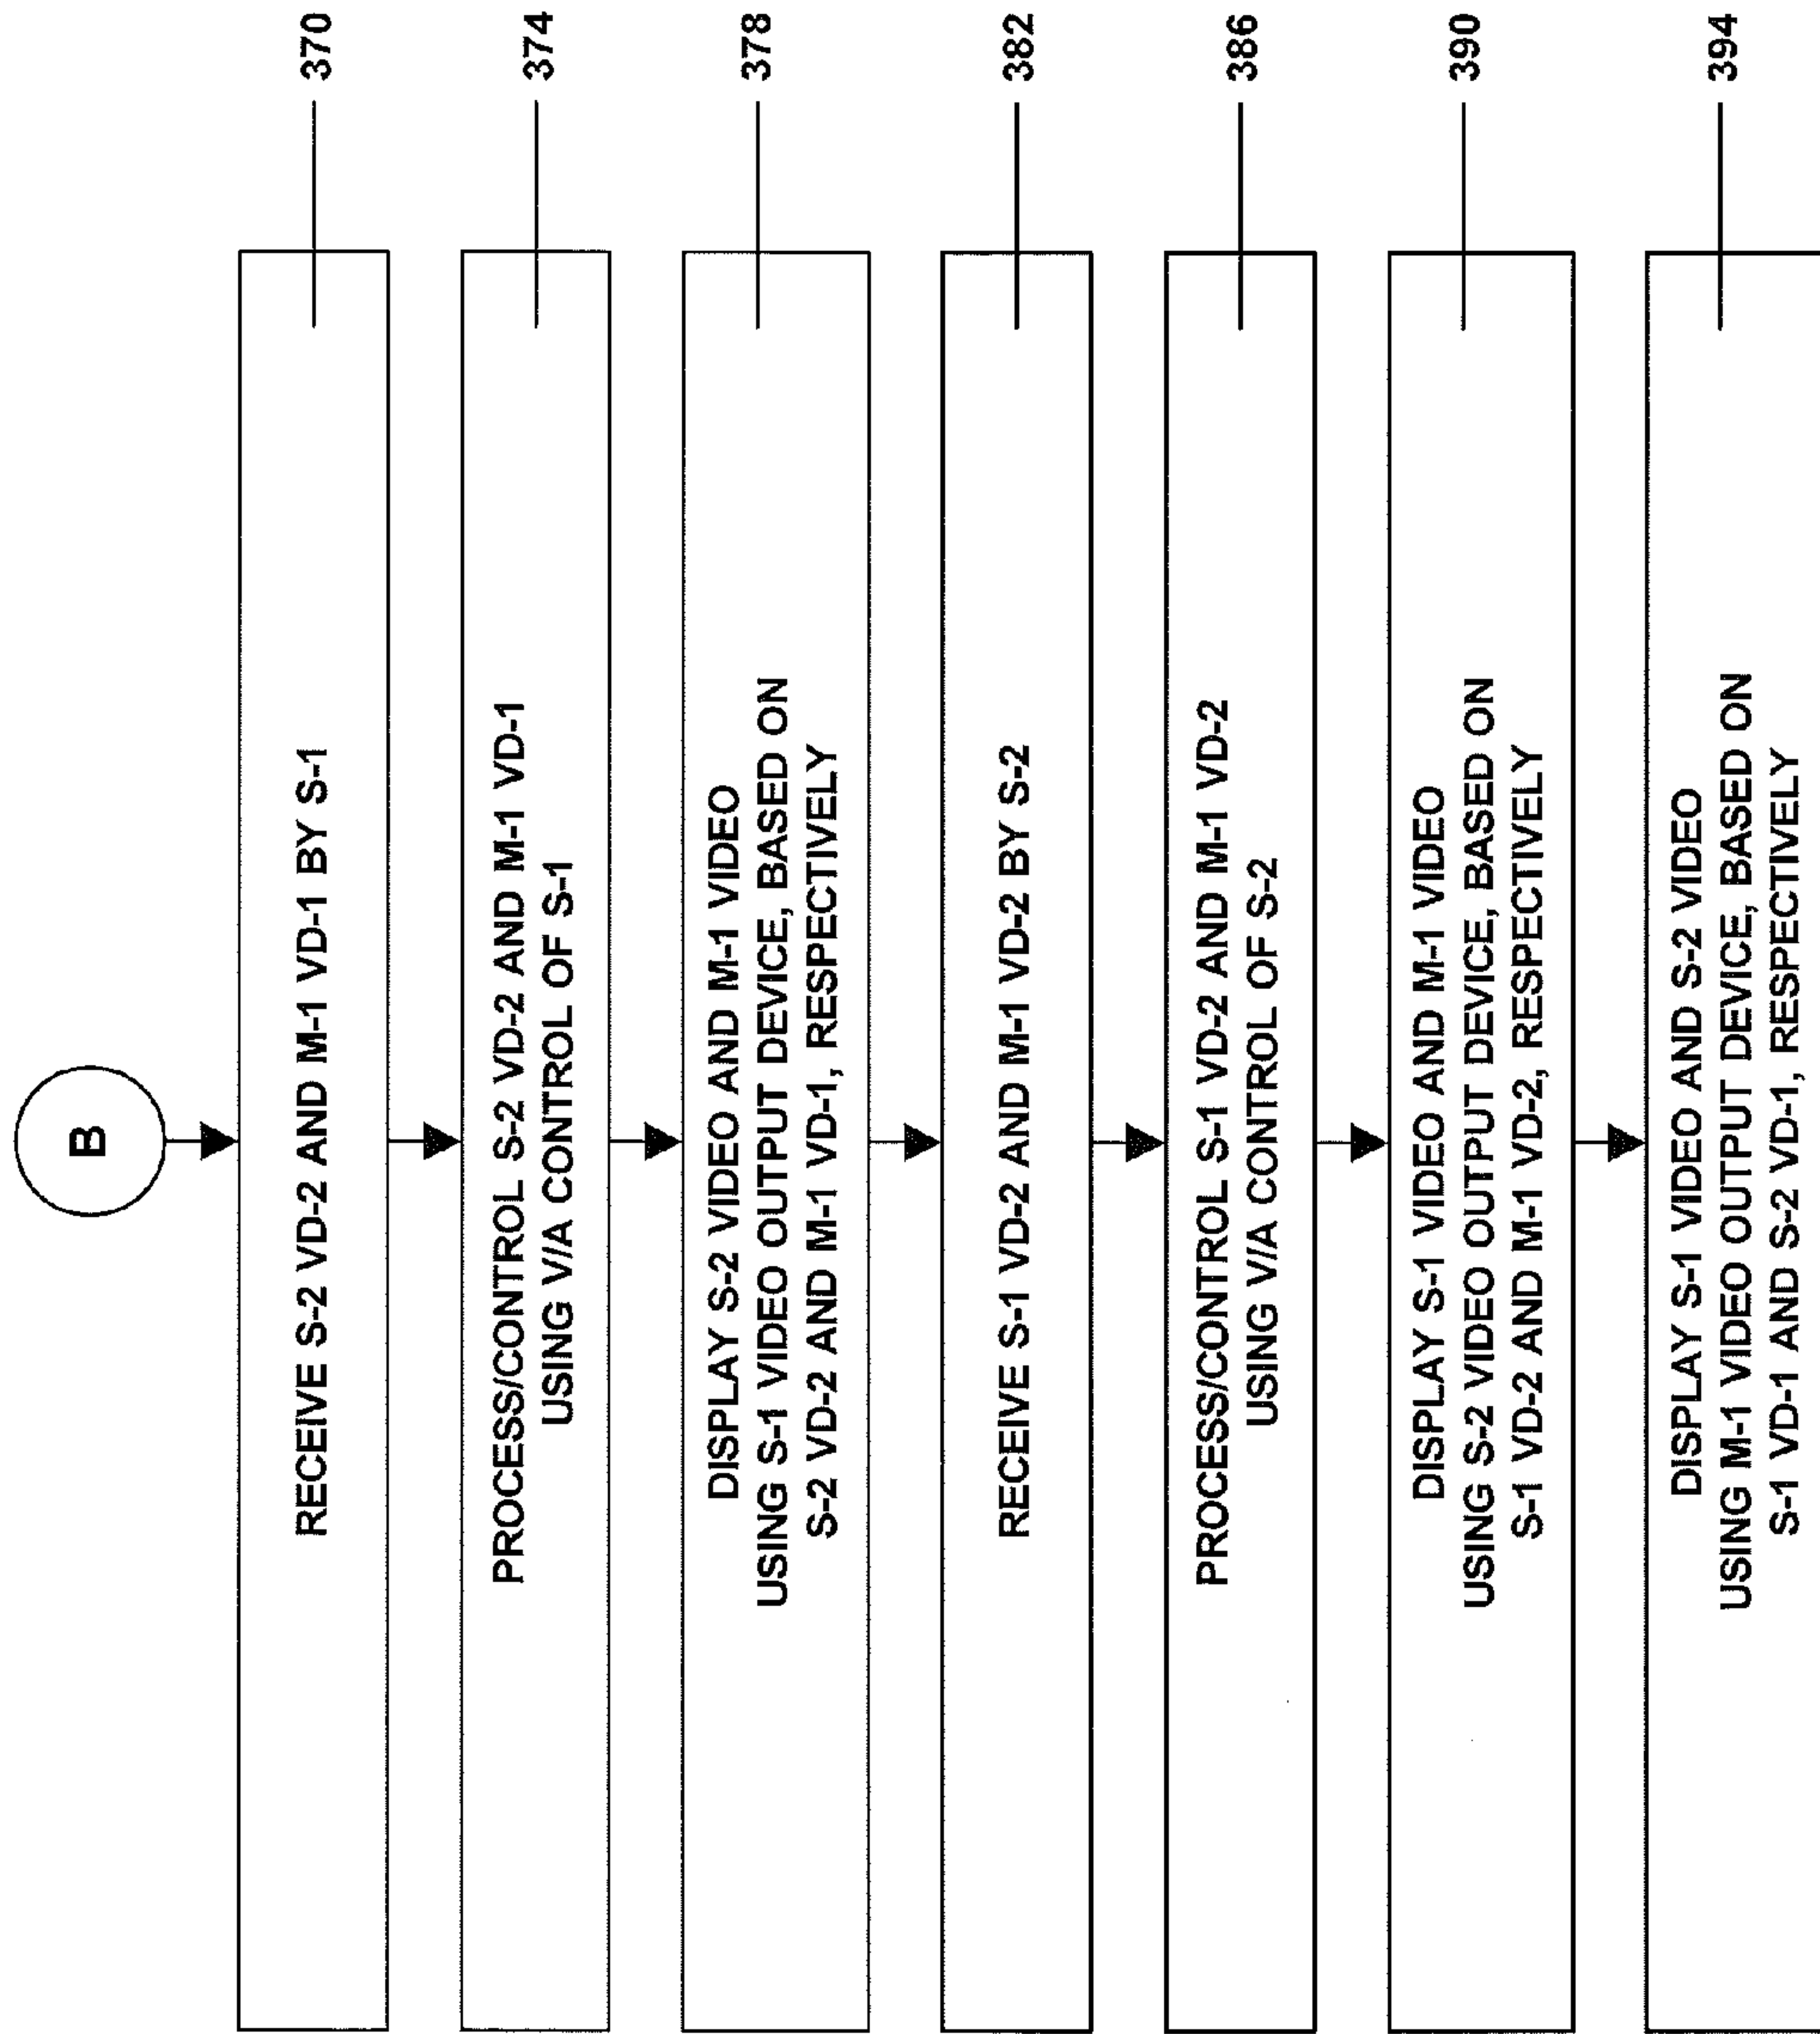 B
RECEIVE S-2 VD-2 AND M-1 VD-1 BY S-1
370
PROCESS/CONTROL S-2 VD-2 AND M-1 VD-1
USING V/A CONTROL OF S-1
374
DISPLAY S-2 VIDEO AND M-1 VIDEO
USING S-1 VIDEO OUTPUT DEVICE, BASED ON
S-2 VD-2 AND M-1 VD-1, RESPECTIVELY
378
RECEIVE S-1 VD-2 AND M-1 VD-2 BY S-2
382
PROCESS/CONTROL S-1 VD-2 AND M-1 VD-2
USING V/A CONTROL OF S-2
386
DISPLAY S-1 VIDEO AND M-1 VIDEO
USING S-2 VIDEO OUTPUT DEVICE, BASED ON
S-1 VD-2 AND M-1 VD-2, RESPECTIVELY
390
DISPLAY S-1 VIDEO AND S-2 VIDEO
USING M-1 VIDEO OUTPUT DEVICE, BASED ON
S-1 VD-1 AND S-2 VD-1, RESPECTIVELY
394